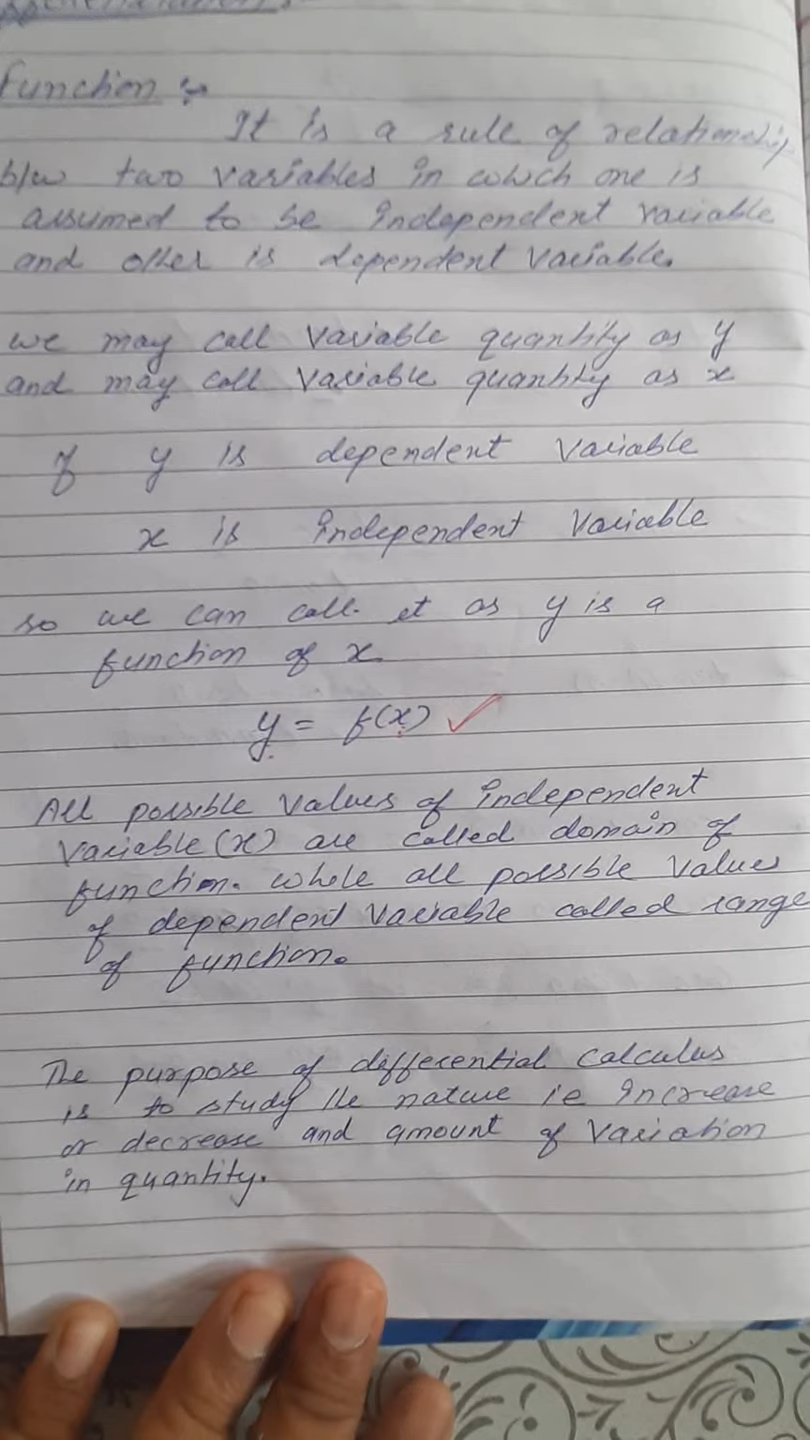 Function :-
It is a rule of relationship
b/w two variables in which one is
assumed to be independent variable
and other is dependent variable.
we may call variable quantity as y
and may call variable quantity as x
If y is dependent variable
x is independent variable
so we can call it as y is a
function of x
y = f(x) ✓
All possible values of independent
variable (x) are called domain of
function. while all possible values
of dependent variable called range
of function.
The purpose of differential calculus
is to study the nature ie increase
or decrease and amount of variation
in quantity.